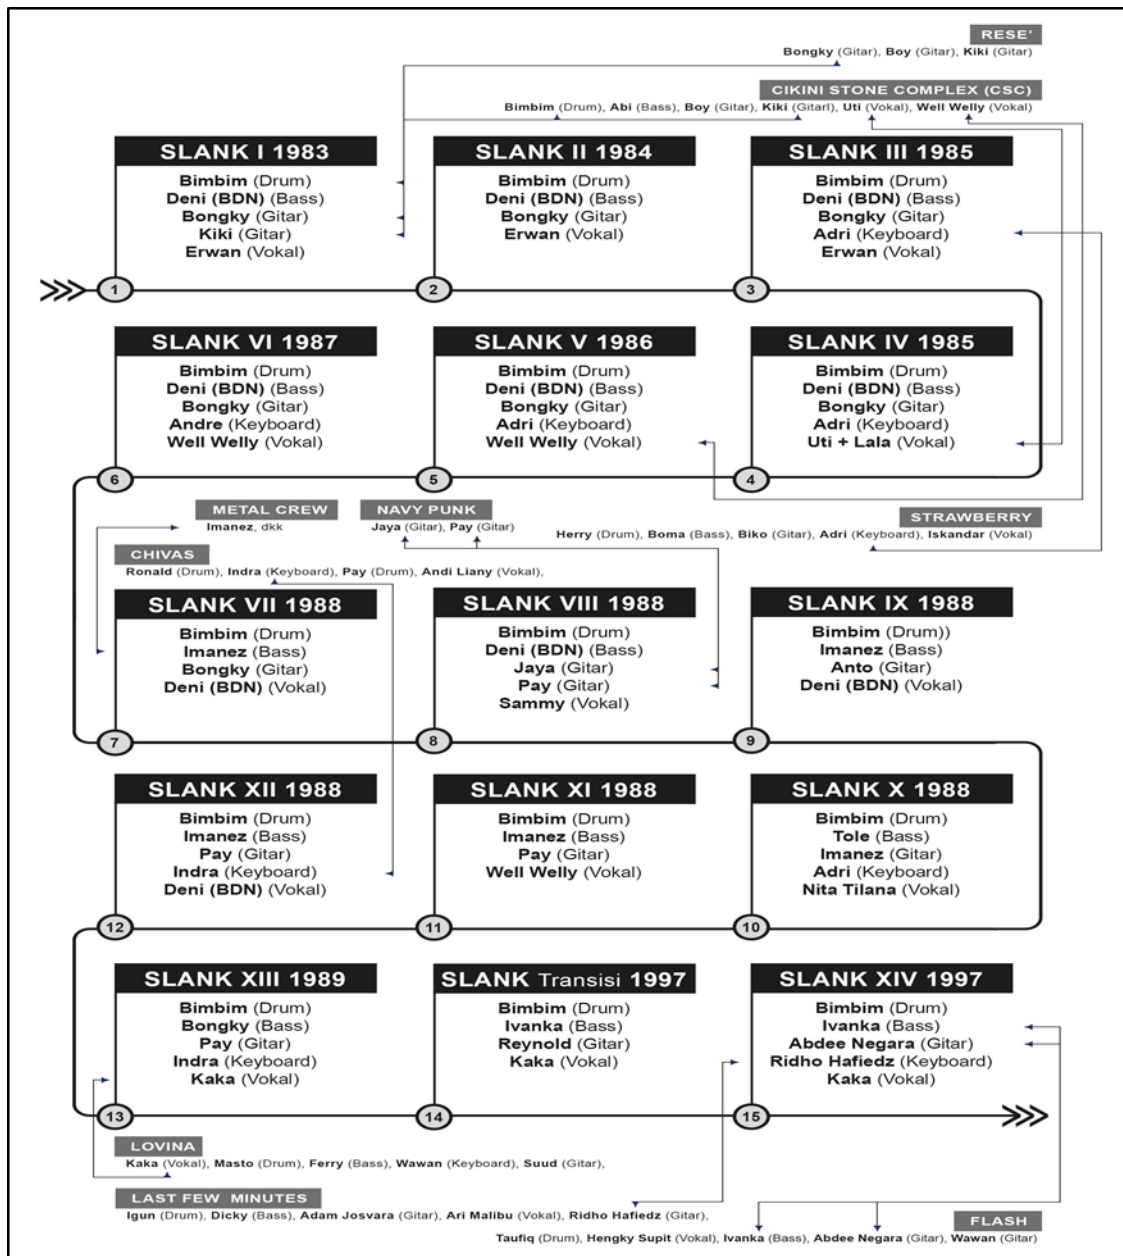 RESE'
Bongky (Gitar), Boy (Gitar), Kiki (Gitar)
CIKINI STONE COMPLEX (CSC)
Bimbim (Drum), Abi (Bass), Boy (Gitar), Kiki (Gitarl), Uti (Vokal), Well Welly (Vokal)
SLANK I 1983
Bimbim (Drum)
Deni (BDN) (Bass)
Bongky (Gitar)
Kiki (Gitar)
Erwan (Vokal)
1
SLANK II 1984
Bimbim (Drum)
Deni (BDN) (Bass)
Bongky (Gitar)
Erwan (Vokal)
2
SLANK III 1985
Bimbim (Drum)
Deni (BDN) (Bass)
Bongky (Gitar)
Adri (Keyboard)
Erwan (Vokal)
3
SLANK VI 1987
Bimbim (Drum)
Deni (BDN) (Bass)
Bongky (Gitar)
Andre (Keyboard)
Well Welly (Vokal)
6
SLANK V 1986
Bimbim (Drum)
Deni (BDN) (Bass)
Bongky (Gitar)
Adri (Keyboard)
Well Welly (Vokal)
5
SLANK IV 1985
Bimbim (Drum)
Deni (BDN) (Bass)
Bongky (Gitar)
Adri (Keyboard)
Uti + Lala (Vokal)
4
METAL CREW
Imanez, dkk
NAVY PUNK
Jaya (Gitar), Pay (Gitar)
STRAWBERRY
Herry (Drum), Boma (Bass), Biko (Gitar), Adri (Keyboard), Iskandar (Vokal)
CHIVAS
Ronald (Drum), Indra (Keyboard), Pay (Drum), Andi Liany (Vokal),
SLANK VII 1988
Bimbim (Drum)
Imanez (Bass)
Bongky (Gitar)
Deni (BDN) (Vokal)
7
SLANK VIII 1988
Bimbim (Drum)
Deni (BDN) (Bass)
Jaya (Gitar)
Pay (Gitar)
Sammy (Vokal)
8
SLANK IX 1988
Bimbim (Drum))
Imanez (Bass)
Anto (Gitar)
Deni (BDN) (Vokal)
9
SLANK XII 1988
Bimbim (Drum)
Imanez (Bass)
Pay (Gitar)
Indra (Keyboard)
Deni (BDN) (Vokal)
12
SLANK XI 1988
Bimbim (Drum)
Imanez (Bass)
Pay (Gitar)
Well Welly (Vokal)
11
SLANK X 1988
Bimbim (Drum)
Tole (Bass)
Imanez (Gitar)
Adri (Keyboard)
Nita Tilana (Vokal)
10
SLANK XIII 1989
Bimbim (Drum)
Bongky (Bass)
Pay (Gitar)
Indra (Keyboard)
Kaka (Vokal)
13
SLANK Transisi 1997
Bimbim (Drum)
Ivanka (Bass)
Reynold (Gitar)
Kaka (Vokal)
14
SLANK XIV 1997
Bimbim (Drum)
Ivanka (Bass)
Abdee Negara (Gitar)
Ridho Hafiedz (Keyboard)
Kaka (Vokal)
15
LOVINA
Kaka (Vokal), Masto (Drum), Ferry (Bass), Wawan (Keyboard), Suud (Gitar),
LAST FEW MINUTES
Igun (Drum), Dicky (Bass), Adam Josvara (Gitar), Ari Malibu (Vokal), Ridho Hafiedz (Gitar),
FLASH
Taufiq (Drum), Hengky Supit (Vokal), Ivanka (Bass), Abdee Negara (Gitar), Wawan (Gitar)